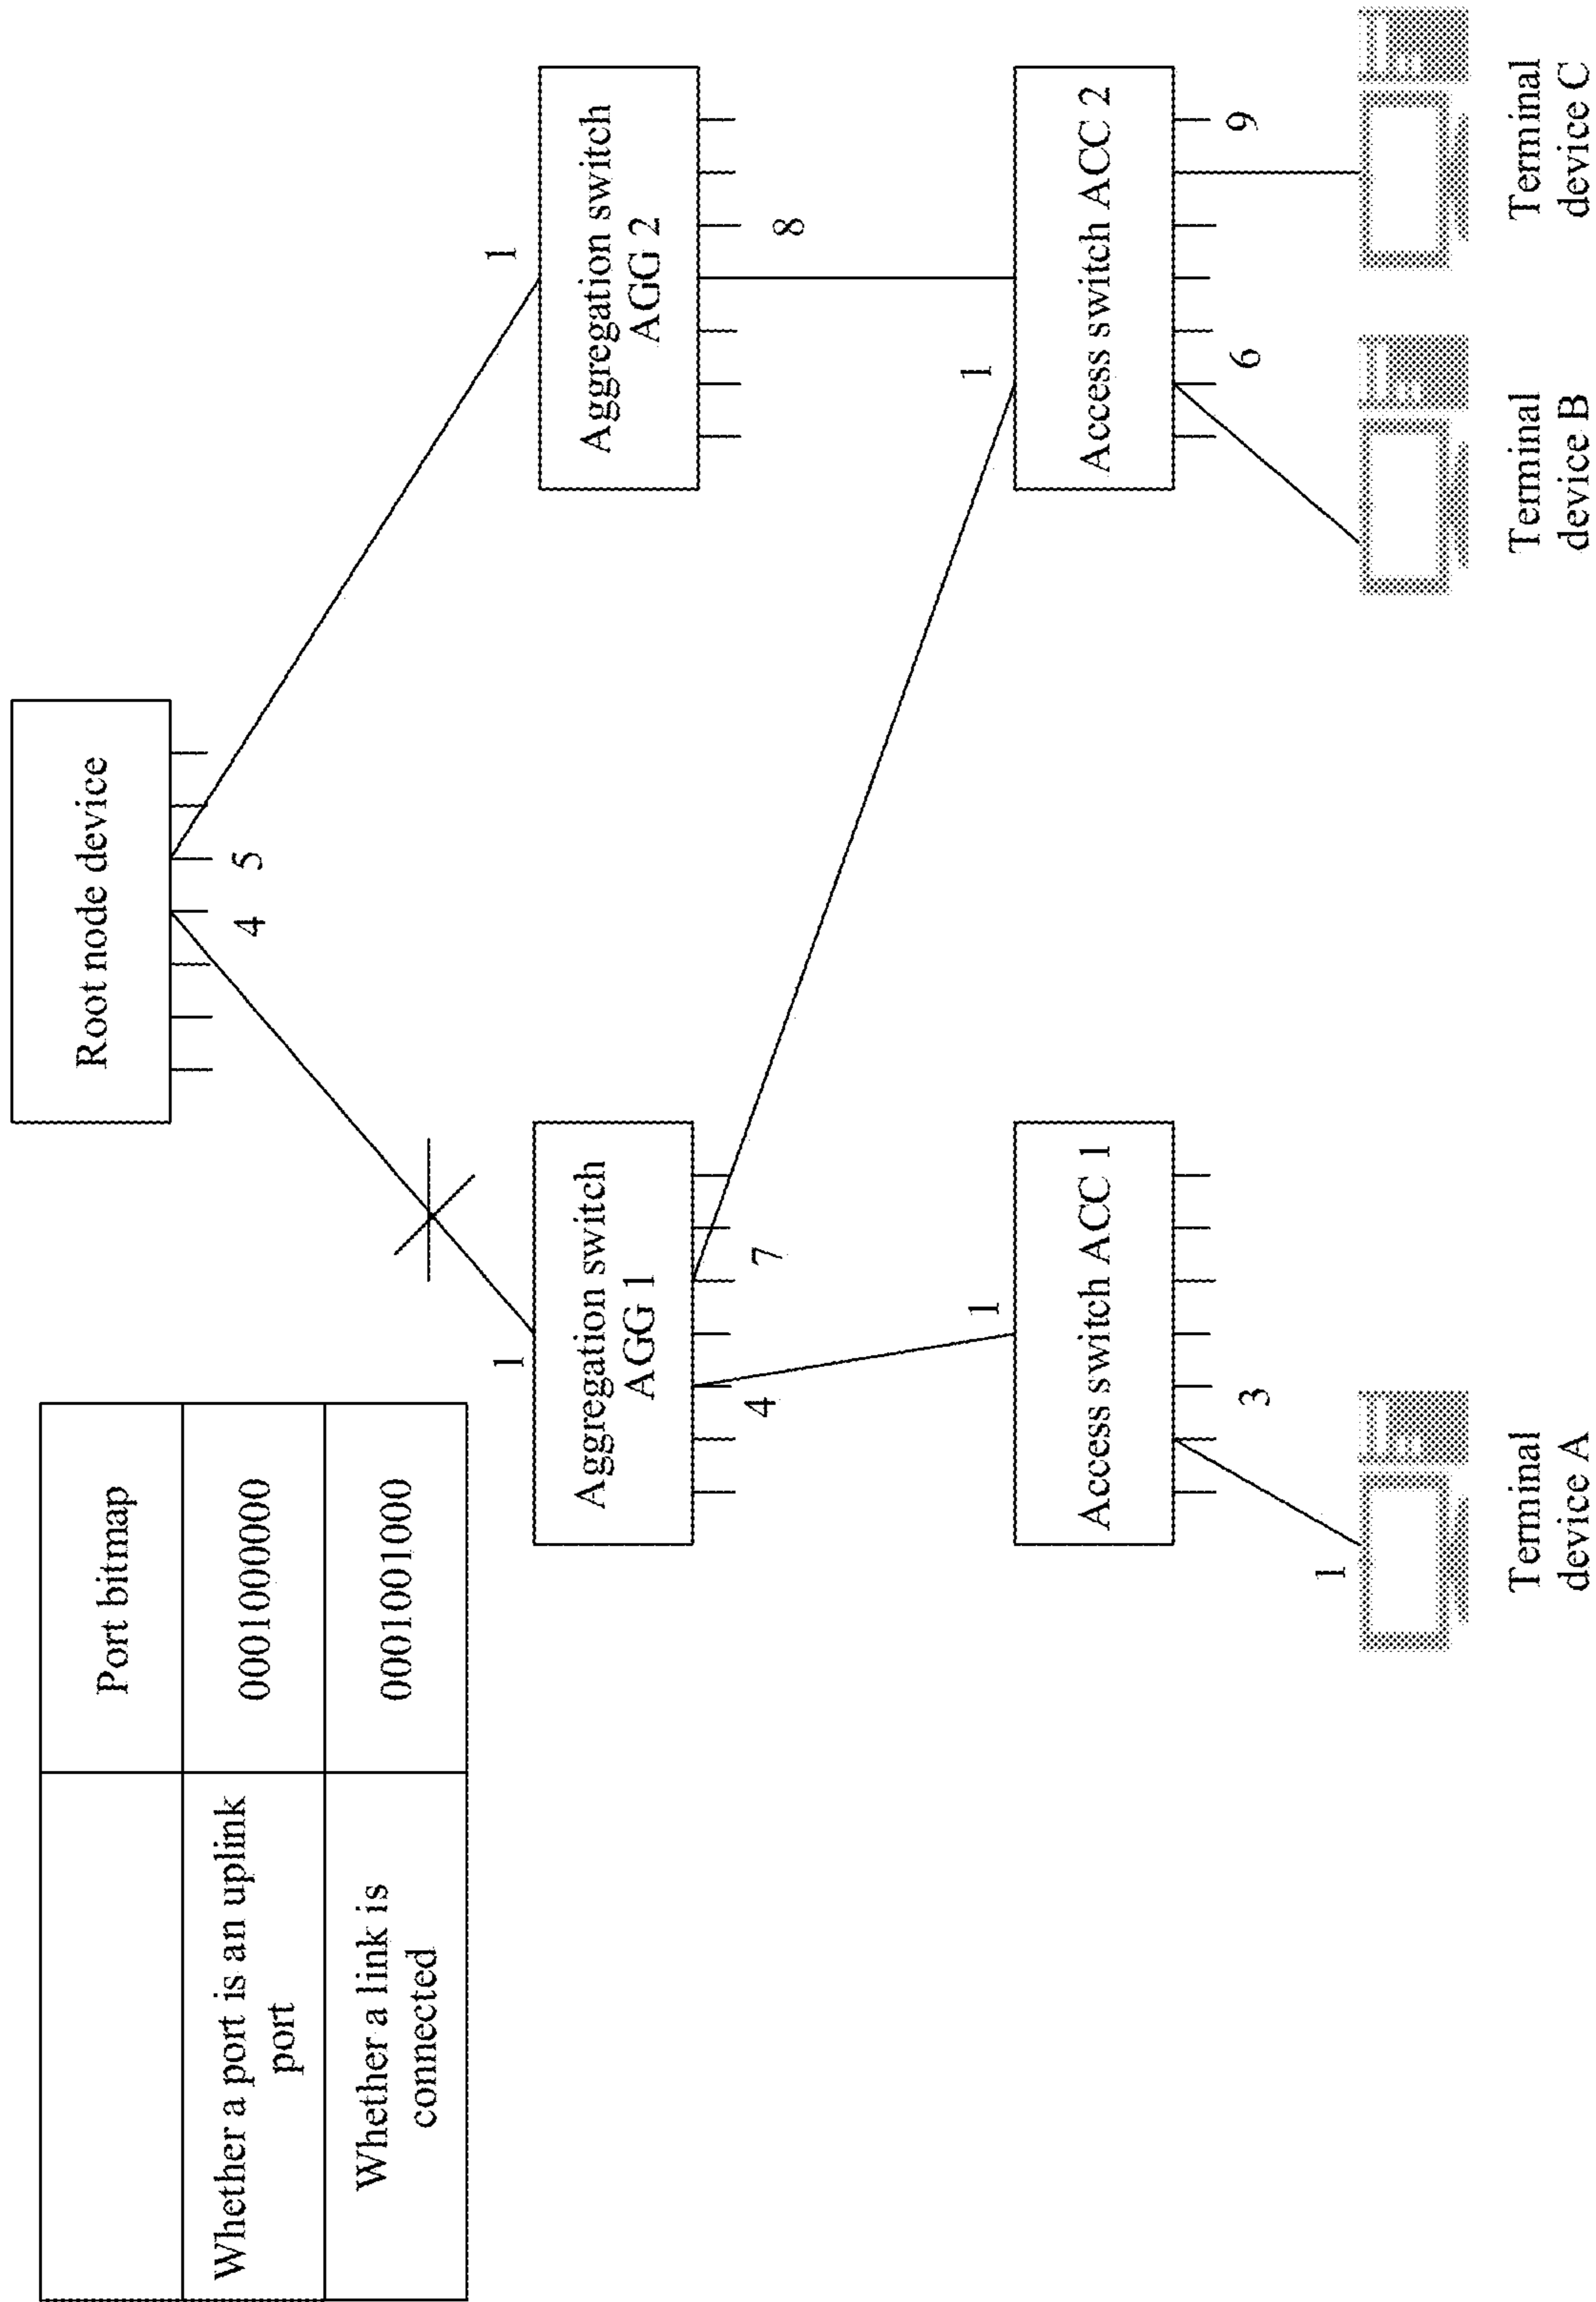 Port bitmap
Whether a port is an uplink
port
0001000000
Whether a link is
connected
0001001000
Root node device
4
5
1
Aggregation switch
AGG 1
4
7
1
Aggregation switch
AGG 2
8
1
Access switch ACC 1
3
1
Access switch ACC 2
6
9
1
Terminal
device A
Terminal
device B
Terminal
device C